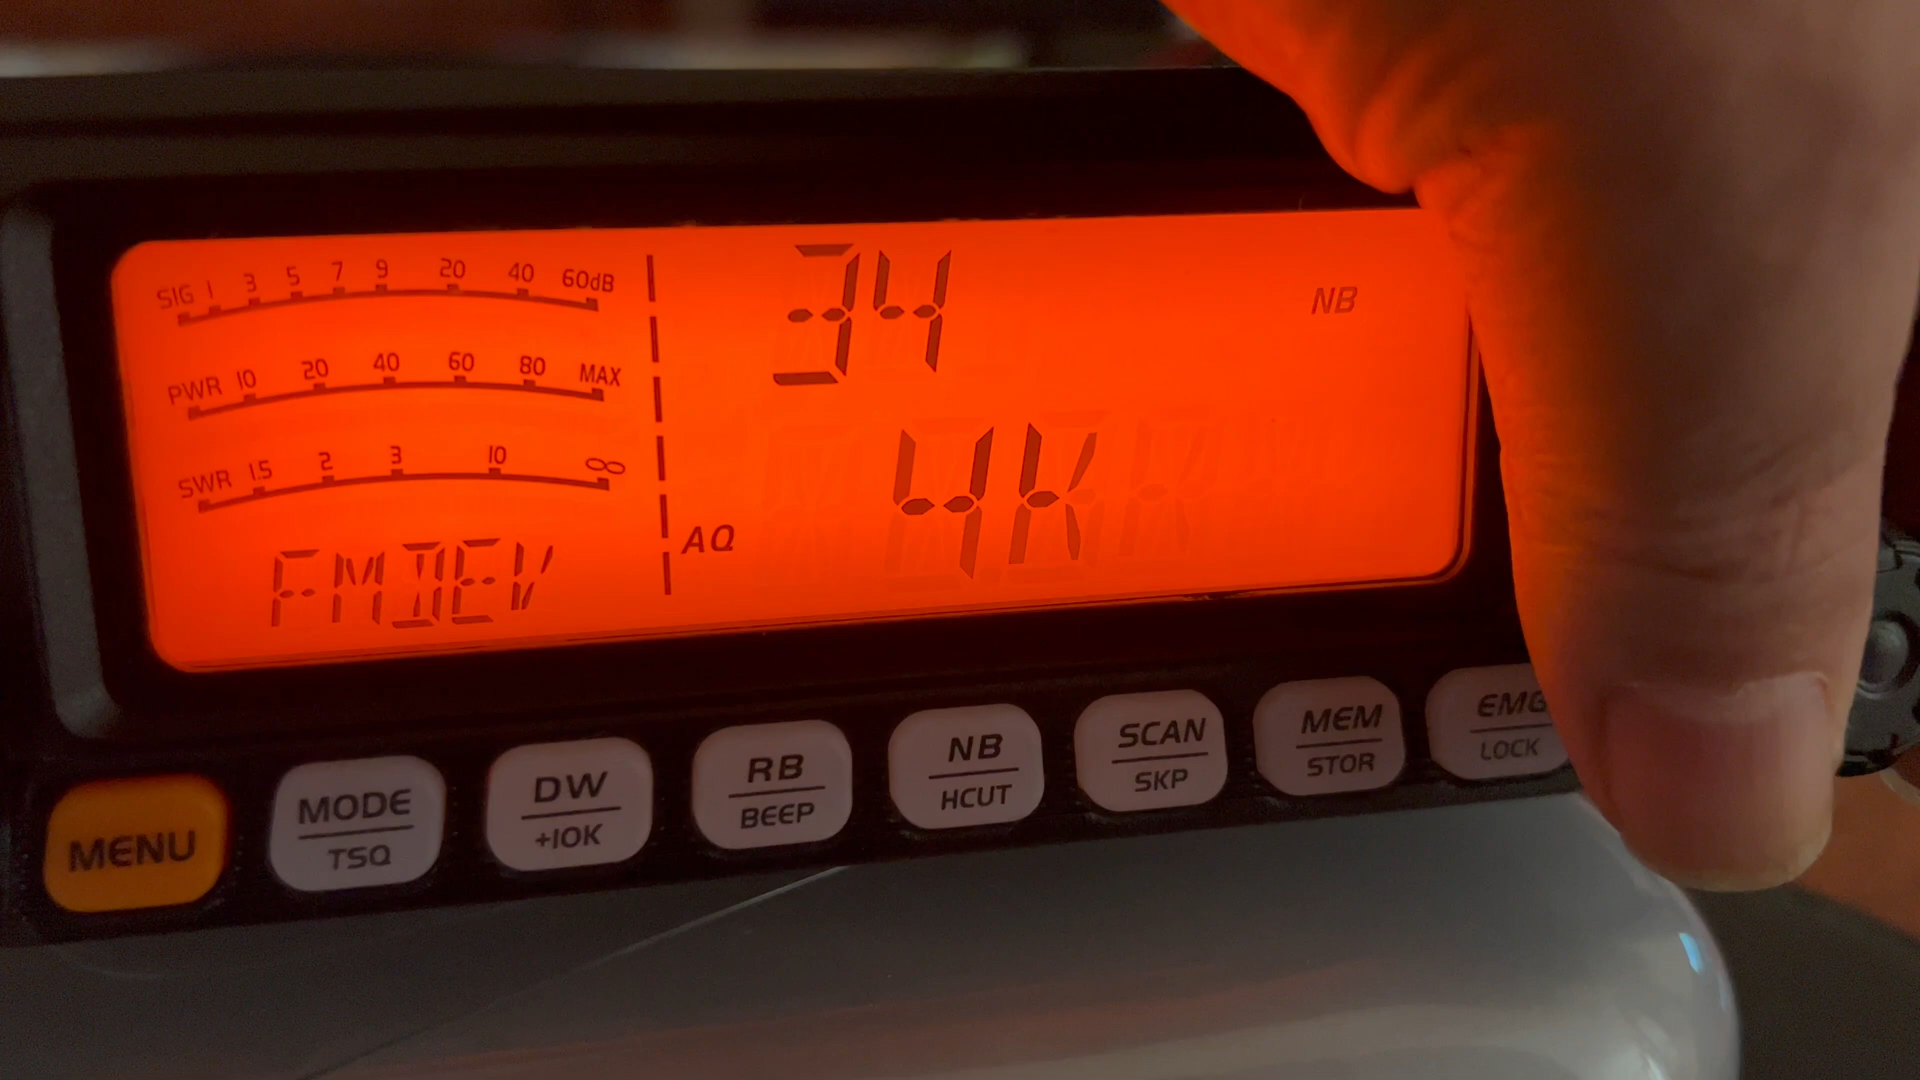 SIG 1 3 5 7 9 20 40 60dB
PWR 10 20 40 60 80 MAX
SWR 1.5 2 3 10 ∞
FMDEV
34
NB
AQ
4K
MENU
MODE
TSQ
DW
+10K
RB
BEEP
NB
HCUT
SCAN
SKP
MEM
STOR
EMG
LOCK